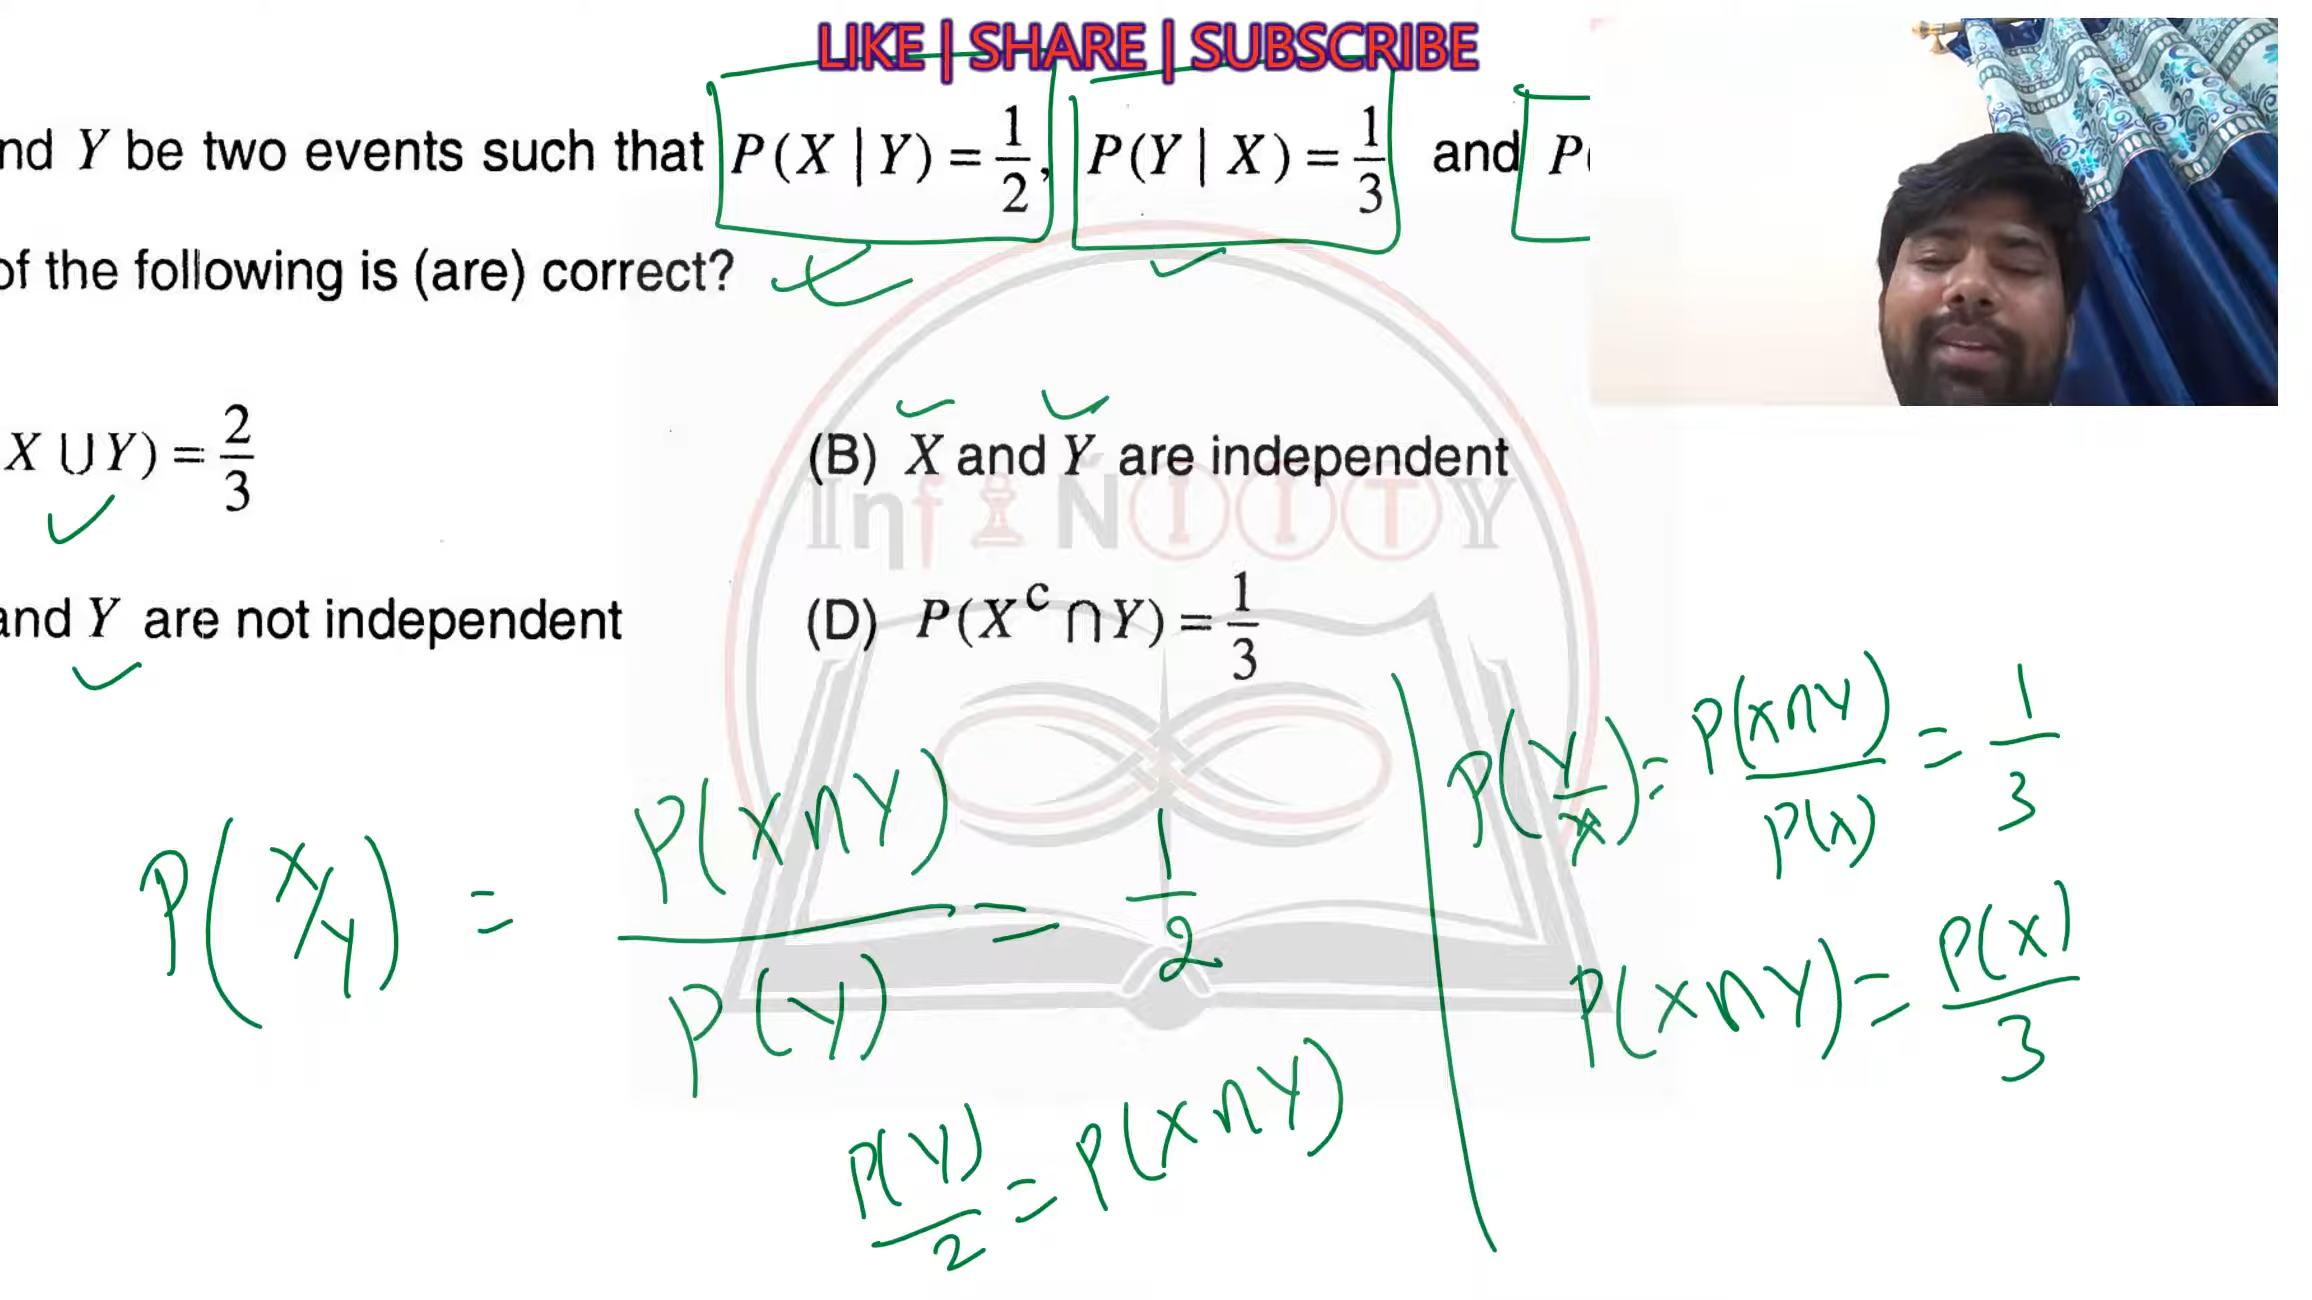 LIKE | SHARE | SUBSCRIBE
nd Y be two events such that P(X | Y) = 1/2, P(Y | X) = 1/3 and P(
of the following is (are) correct?
X ∪ Y) = 2/3
(B) X and Y are independent
InfiÑIITY
and Y are not independent
(D) P(X^c ∩ Y) = 1/3
P(X/Y) = P(X∩Y)/P(Y) = 1/2
P(Y)/2 = P(X∩Y)
P(Y/X) = P(X∩Y)/P(X) = 1/3
P(X∩Y) = P(X)/3